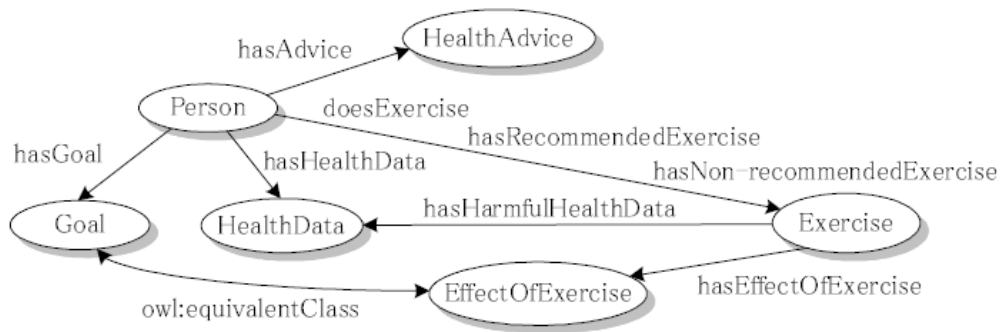 HealthAdvice
hasAdvice
Person
doesExercise
hasRecommendedExercise
hasGoal
hasHealthData
hasNon-recommendedExercise
Goal
HealthData
hasHarmfulHealthData
Exercise
EffectOfExercise
hasEffectOfExercise
owl:equivalentClass